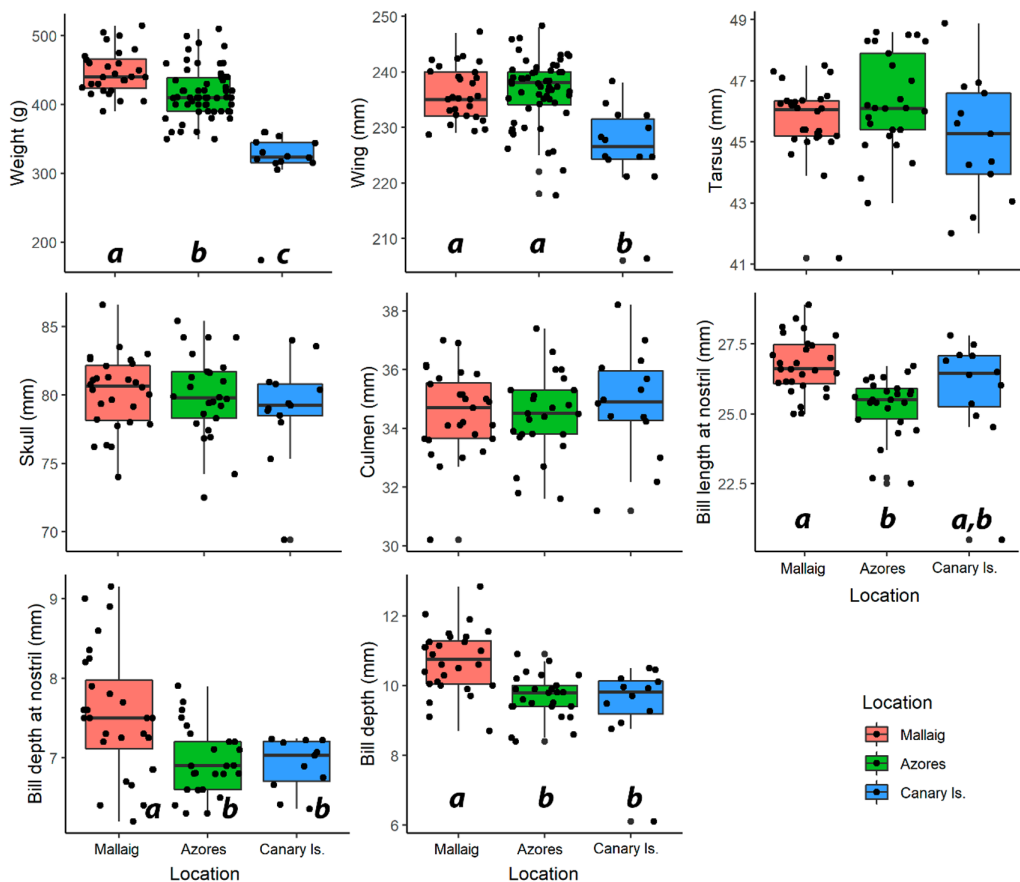 Weight (g)
500
400
300
200
a b c
Wing (mm)
240
230
220
210
a a b
Tarsus (mm)
49
47
45
43
41
Skull (mm)
85
80
75
70
Culmen (mm)
38
36
34
32
30
Bill length at nostril (mm)
27.5
25.0
22.5
a b a,b
Mallaig Azores Canary Is.
Location
Bill depth at nostril (mm)
9
8
7
a b b
Mallaig Azores Canary Is.
Location
Bill depth (mm)
12
10
8
6
a b b
Mallaig Azores Canary Is.
Location
Location
Mallaig
Azores
Canary Is.